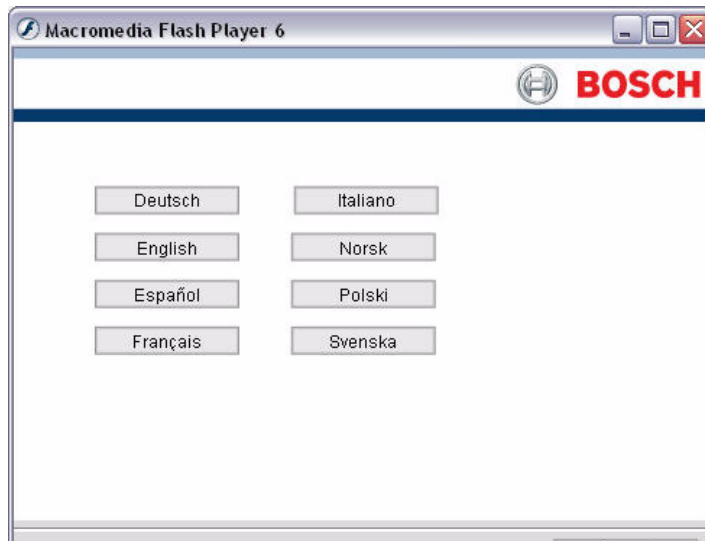 Macromedia Flash Player 6
BOSCH
Deutsch
Italiano
English
Norsk
Español
Polski
Français
Svenska